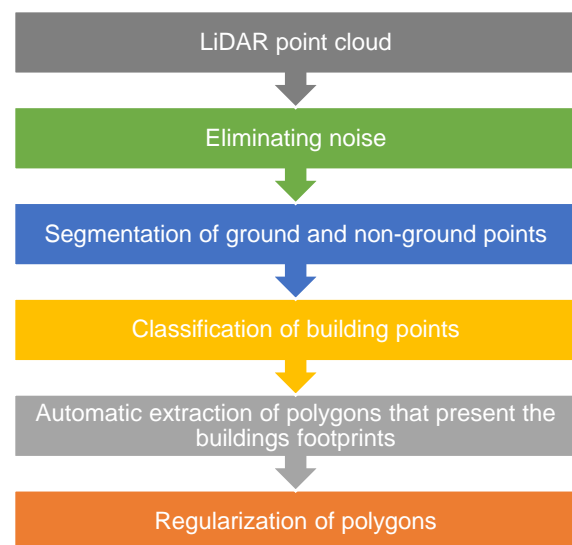 LiDAR point cloud
Eliminating noise
Segmentation of ground and non-ground points
Classification of building points
Automatic extraction of polygons that present the
buildings footprints
Regularization of polygons